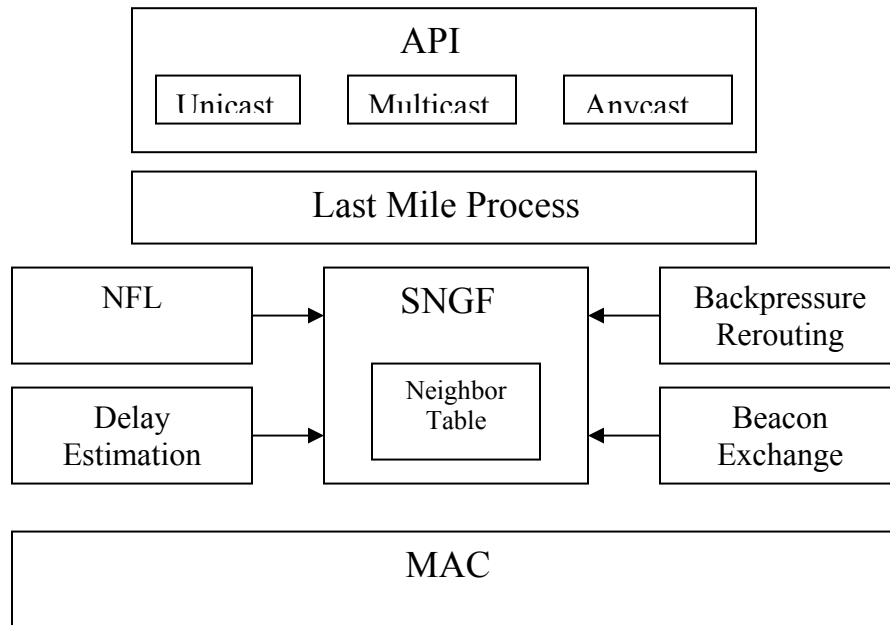 API
Unicast
Multicast
Anycast
Last Mile Process
NFL
SNGF
Backpressure
Rerouting
Neighbor
Table
Delay
Estimation
Beacon
Exchange
MAC